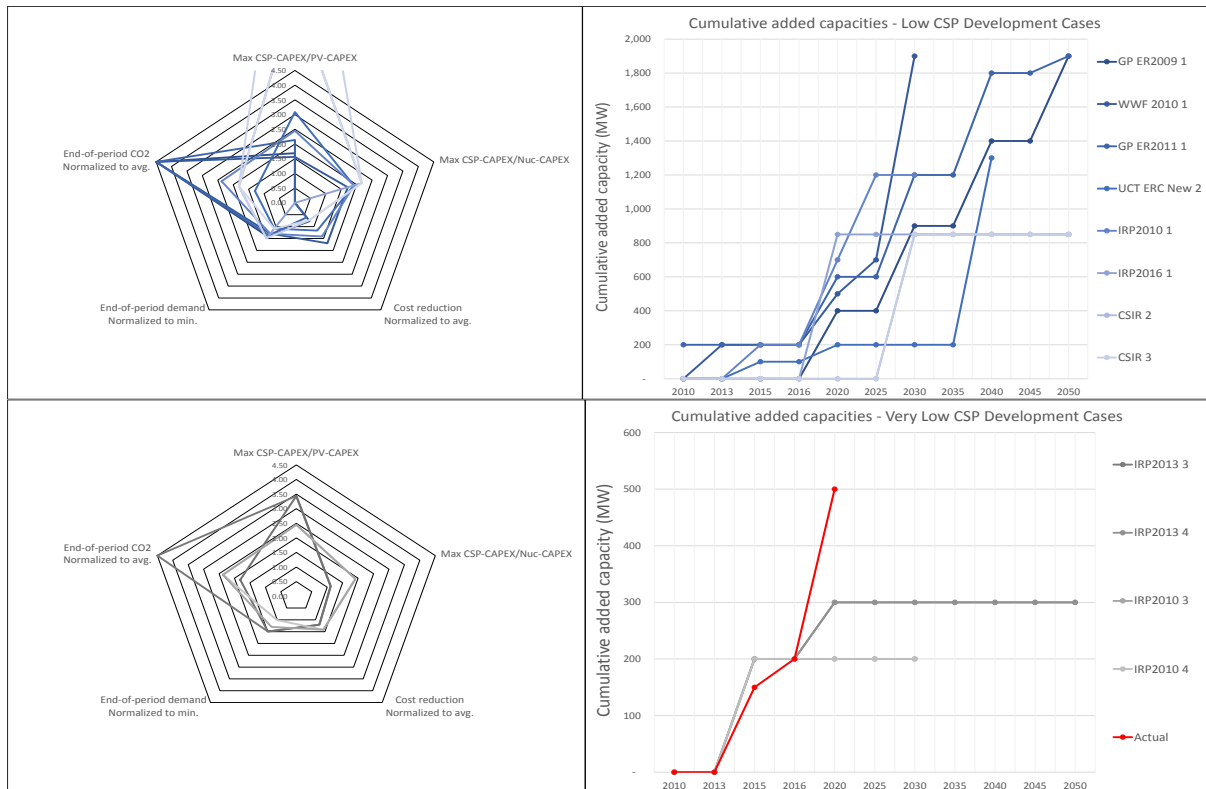 Max CSP-CAPEX/PV-CAPEX
4.50
4.00
3.50
3.00
2.50
2.00
1.50
1.00
0.50
0.00
End-of-period CO2
Normalized to avg.
Max CSP-CAPEX/Nuc-CAPEX
End-of-period demand
Normalized to min.
Cost reduction
Normalized to avg.
Cumulative added capacities - Low CSP Development Cases
Cumulative added capacity (MW)
2,000
1,800
1,600
1,400
1,200
1,000
800
600
400
200
-
2010 2013 2015 2016 2020 2025 2030 2035 2040 2045 2050
GP ER2009 1
WWF 2010 1
GP ER2011 1
UCT ERC New 2
IRP2010 1
IRP2016 1
CSIR 2
CSIR 3
Max CSP-CAPEX/PV-CAPEX
4.50
4.00
3.50
3.00
2.50
2.00
1.50
1.00
0.50
0.00
End-of-period CO2
Normalized to avg.
Max CSP-CAPEX/Nuc-CAPEX
End-of-period demand
Normalized to min.
Cost reduction
Normalized to avg.
Cumulative added capacities - Very Low CSP Development Cases
Cumulative added capacity (MW)
600
500
400
300
200
100
-
2010 2013 2015 2016 2020 2025 2030 2035 2040 2045 2050
IRP2013 3
IRP2013 4
IRP2010 3
IRP2010 4
Actual